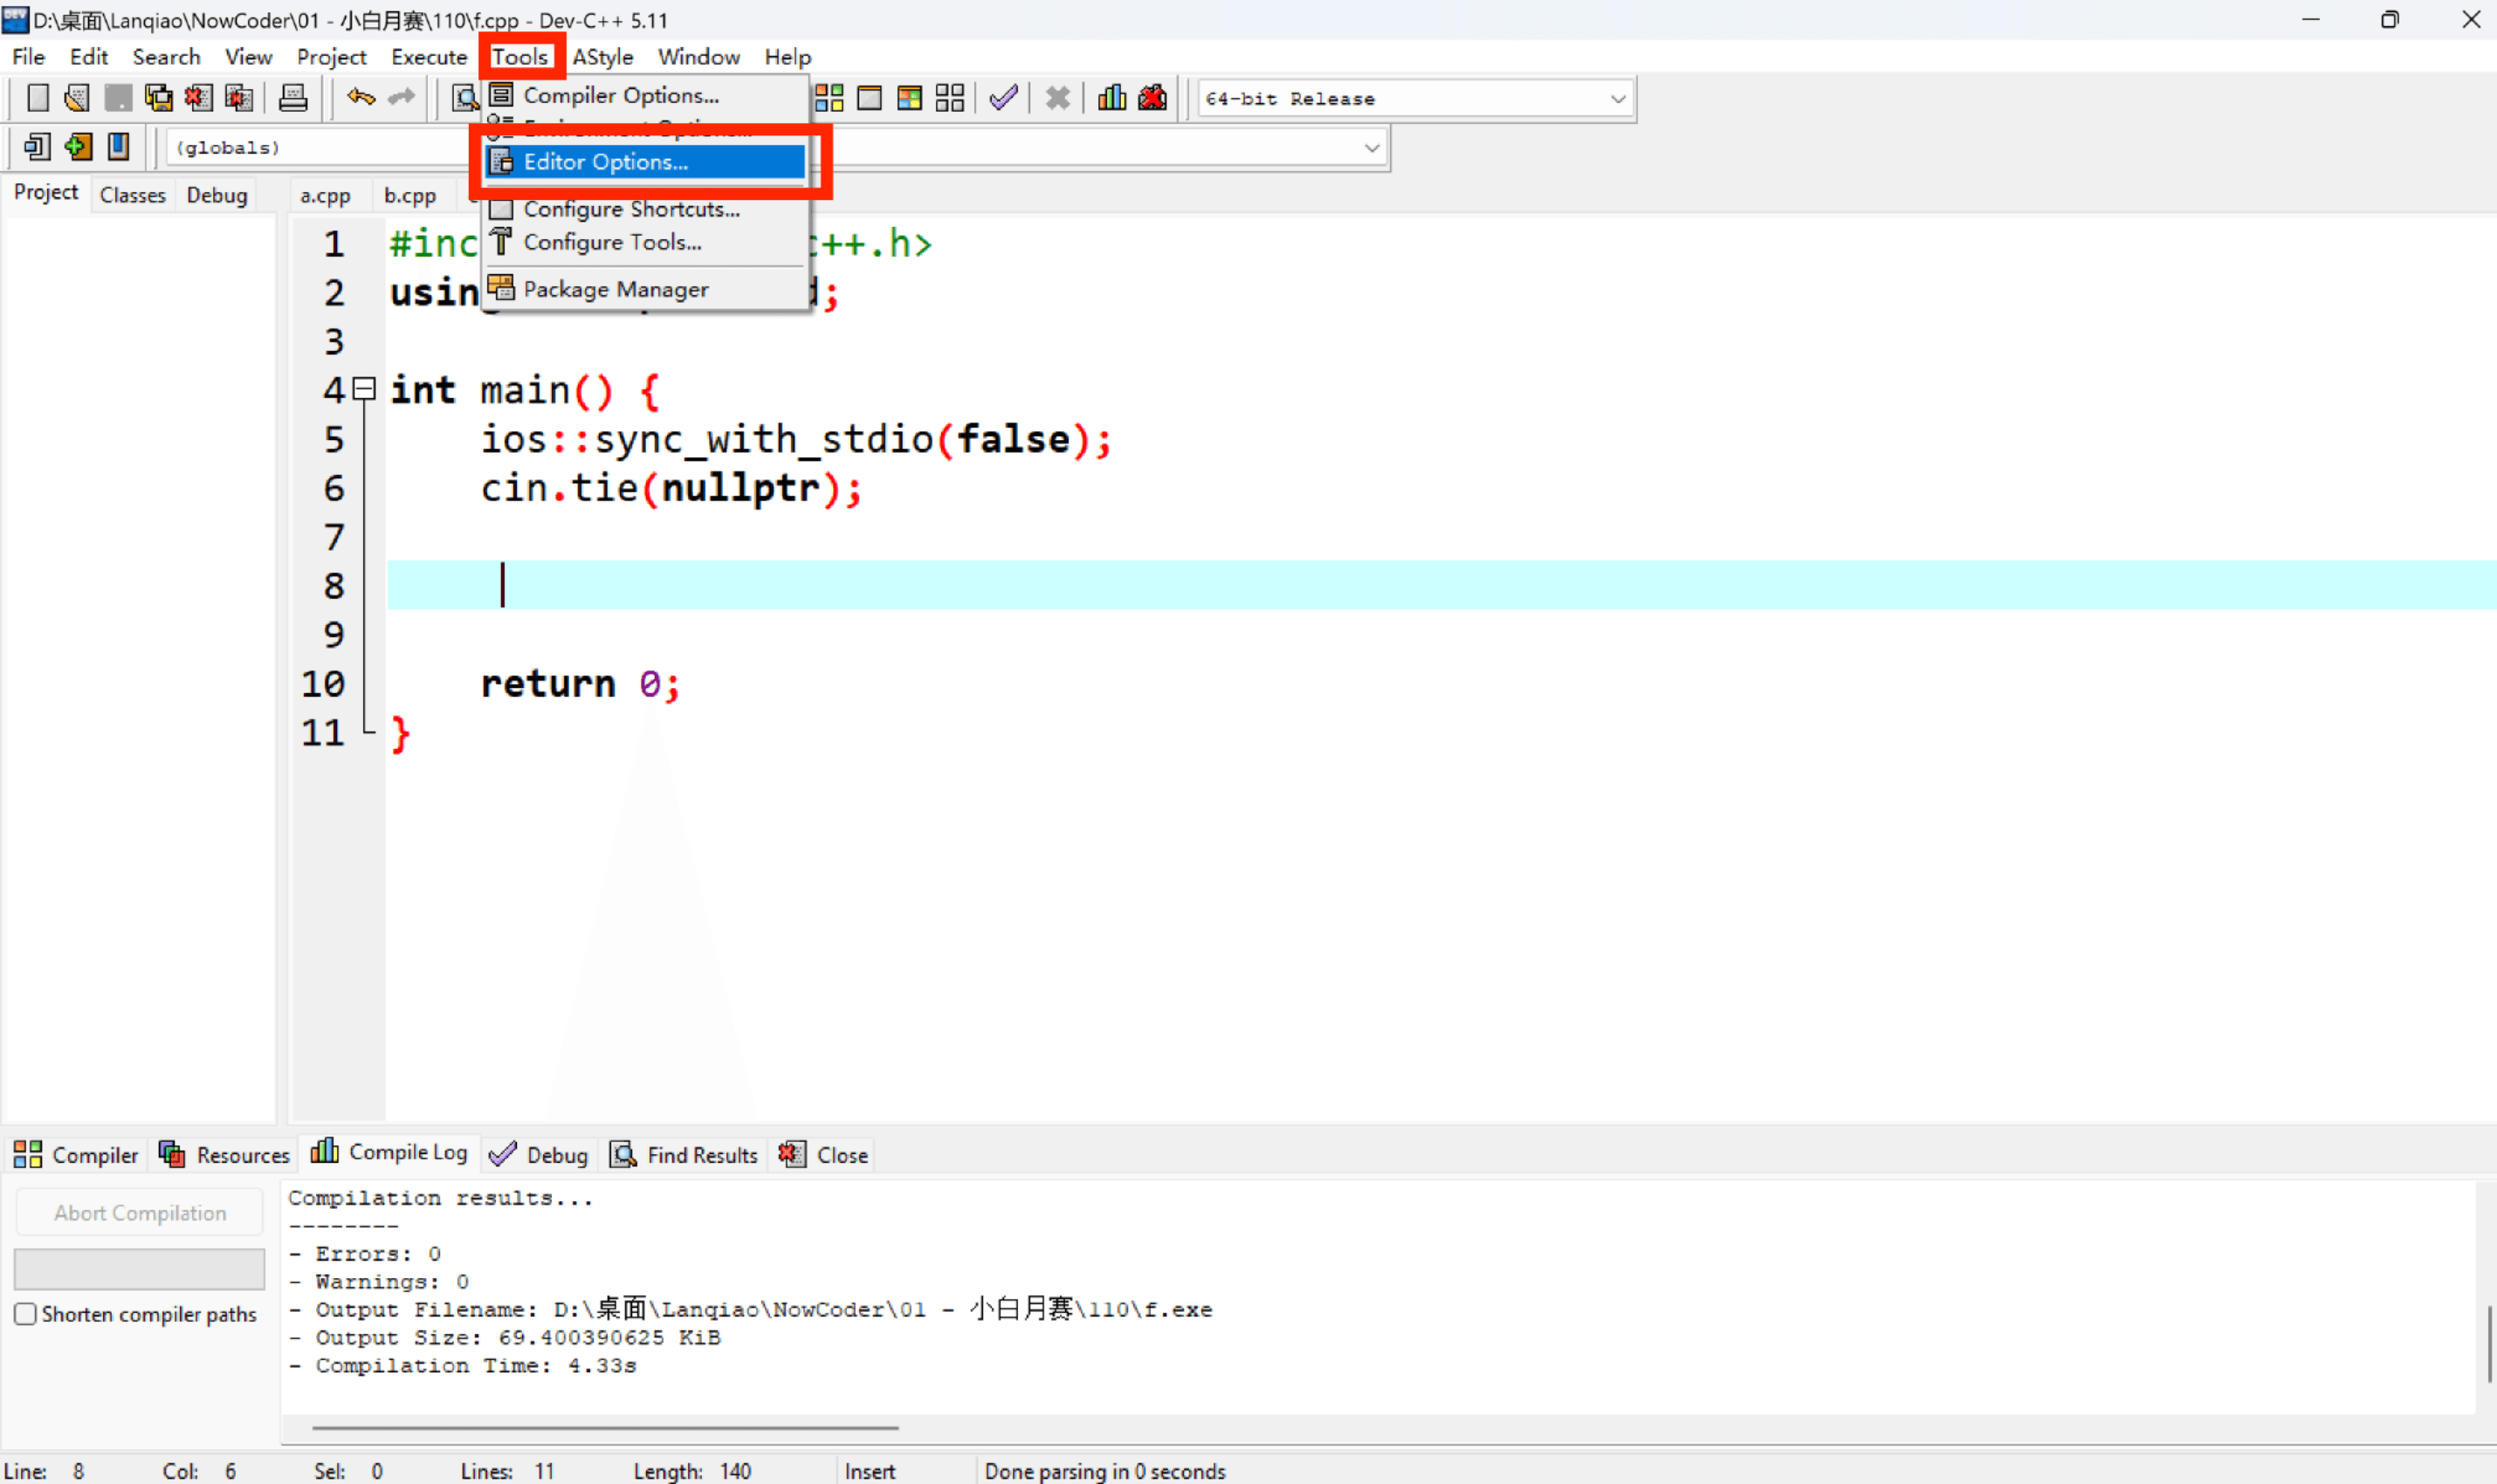 D:\桌面\Lanqiao\NowCoder\01 - 小白月赛\110\f.cpp - Dev-C++ 5.11
File Edit Search View Project Execute Tools AStyle Window Help
Compiler Options...
64-bit Release
(globals)
Editor Options...
Project Classes Debug a.cpp b.cpp
Configure Shortcuts...
Configure Tools...
Package Manager
1 #inc c++.h>
2 using ;
3
4 int main() {
5 ios::sync_with_stdio(false);
6 cin.tie(nullptr);
7
8
9
10 return 0;
11 }
Compiler Resources Compile Log Debug Find Results Close
Abort Compilation
Shorten compiler paths
Compilation results...
--------
- Errors: 0
- Warnings: 0
- Output Filename: D:\桌面\Lanqiao\NowCoder\01 - 小白月赛\110\f.exe
- Output Size: 69.400390625 KiB
- Compilation Time: 4.33s
Line: 8 Col: 6 Sel: 0 Lines: 11 Length: 140 Insert Done parsing in 0 seconds